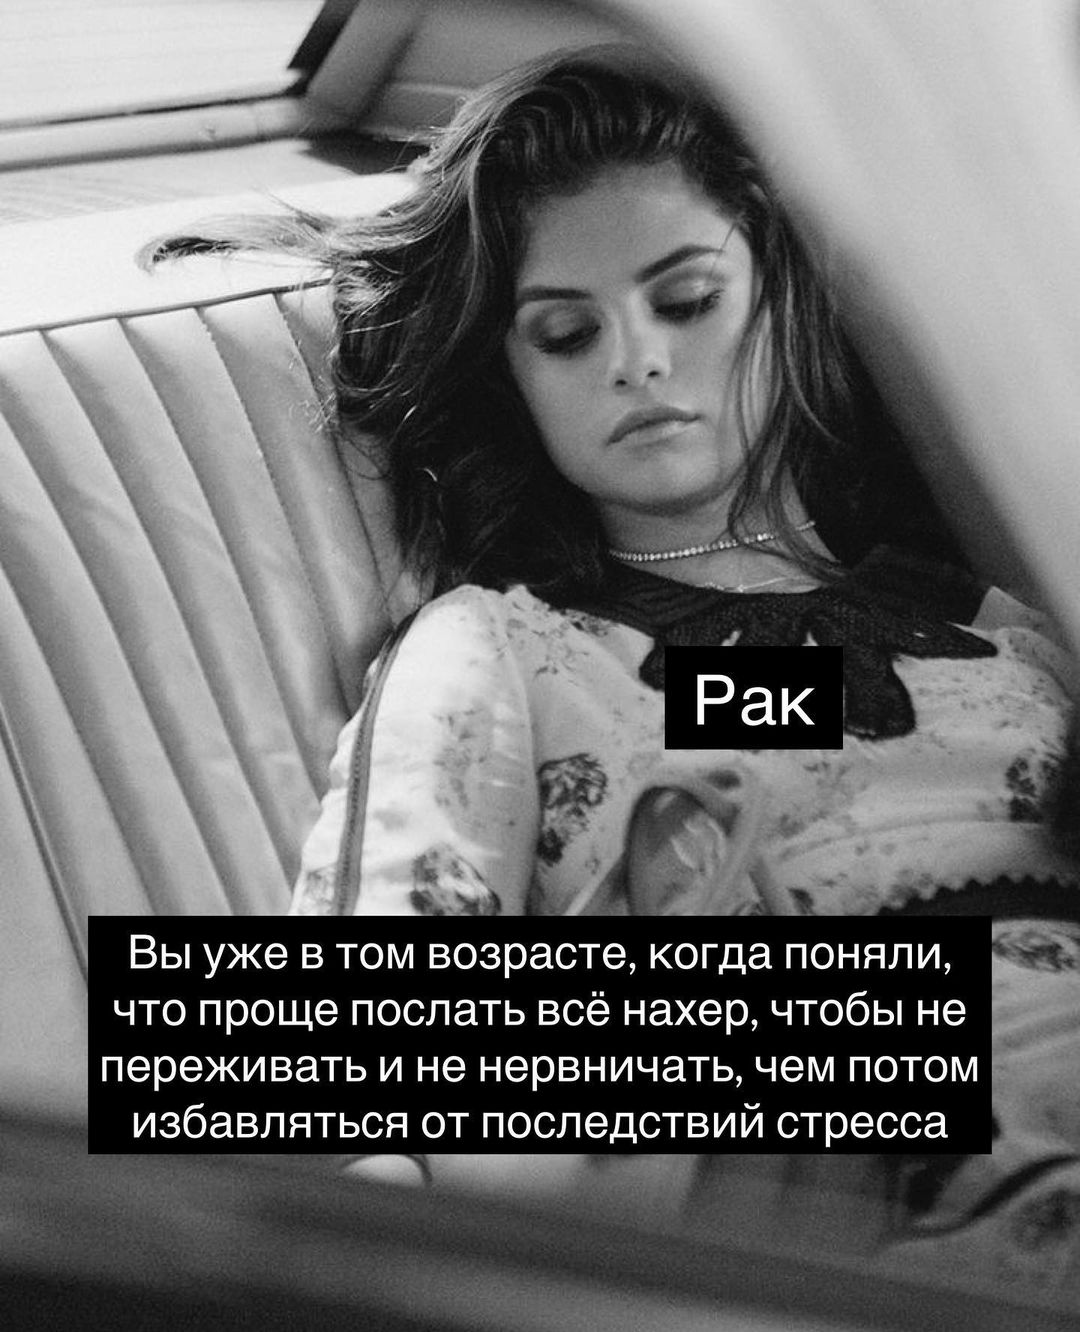 Рак
Вы уже в том возрасте, когда поняли,
что проще послать всё нахер, чтобы не
переживать и не нервничать, чем потом
избавляться от последствий стресса